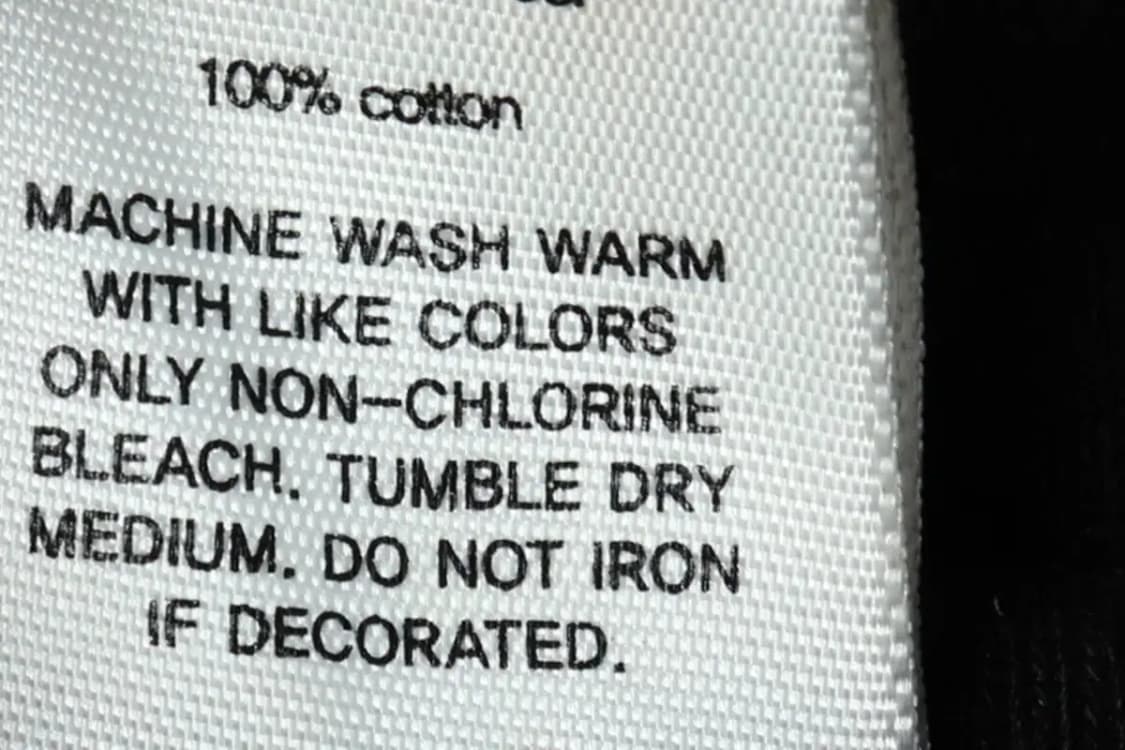 100% cotton
MACHINE WASH WARM
WITH LIKE COLORS
ONLY NON-CHLORINE
BLEACH. TUMBLE DRY
MEDIUM. DO NOT IRON
IF DECORATED.